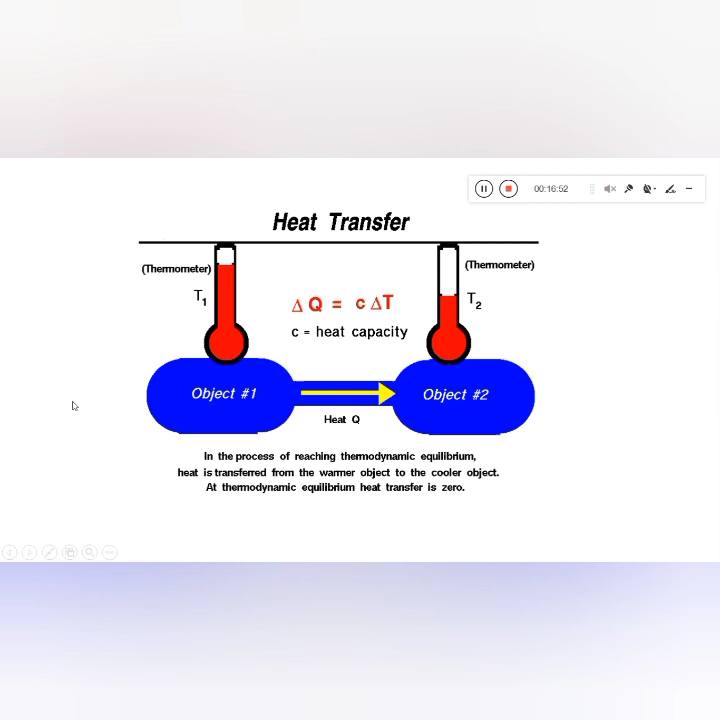 00:16:52
Heat Transfer
(Thermometer)
(Thermometer)
T1
T2
Δ Q = c ΔT
c = heat capacity
Object #1
Object #2
Heat Q
In the process of reaching thermodynamic equilibrium,
heat is transferred from the warmer object to the cooler object.
At thermodynamic equilibrium heat transfer is zero.